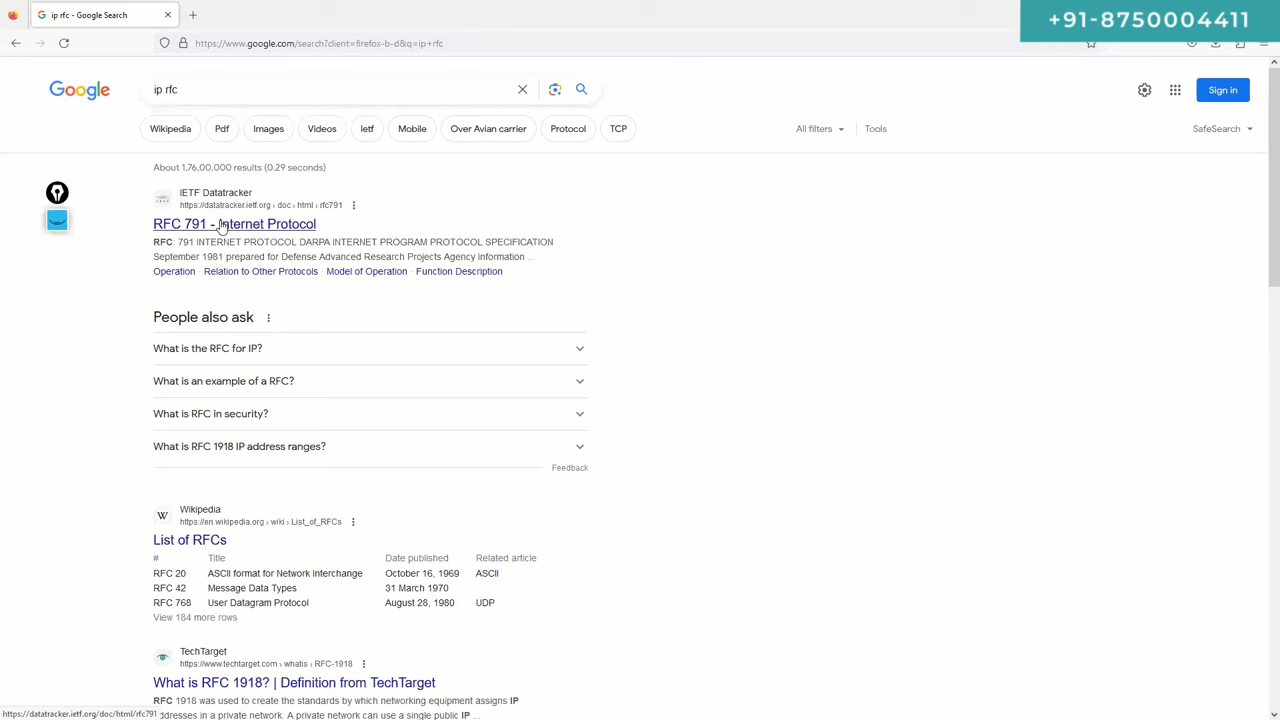 ip rfc - Google Search
+91-8750004411
https://www.google.com/search?client=firefox-b-d&q=ip+rfc
Google
ip rfc
Sign in
Wikipedia
Pdf
Images
Videos
Ietf
Mobile
Over Avian carrier
Protocol
TCP
All filters
Tools
SafeSearch
About 1,76,00,000 results (0.29 seconds)
IETF Datatracker
https://datatracker.ietf.org › doc › html › rfc791
RFC 791 - Internet Protocol
RFC: 791 INTERNET PROTOCOL DARPA INTERNET PROGRAM PROTOCOL SPECIFICATION
September 1981 prepared for Defense Advanced Research Projects Agency Information ...
Operation · Relation to Other Protocols · Model of Operation · Function Description
People also ask
What is the RFC for IP?
What is an example of a RFC?
What is RFC in security?
What is RFC 1918 IP address ranges?
Feedback
W
Wikipedia
https://en.wikipedia.org › wiki › List_of_RFCs
List of RFCs
# Title Date published Related article
RFC 20 ASCII format for Network Interchange October 16, 1969 ASCII
RFC 42 Message Data Types 31 March 1970
RFC 768 User Datagram Protocol August 28, 1980 UDP
View 184 more rows
TechTarget
https://www.techtarget.com › whatis › RFC-1918
What is RFC 1918? | Definition from TechTarget
RFC 1918 was used to create the standards by which networking equipment assigns IP
addresses in a private network. A private network can use a single public IP ...
https://datatracker.ietf.org/doc/html/rfc791